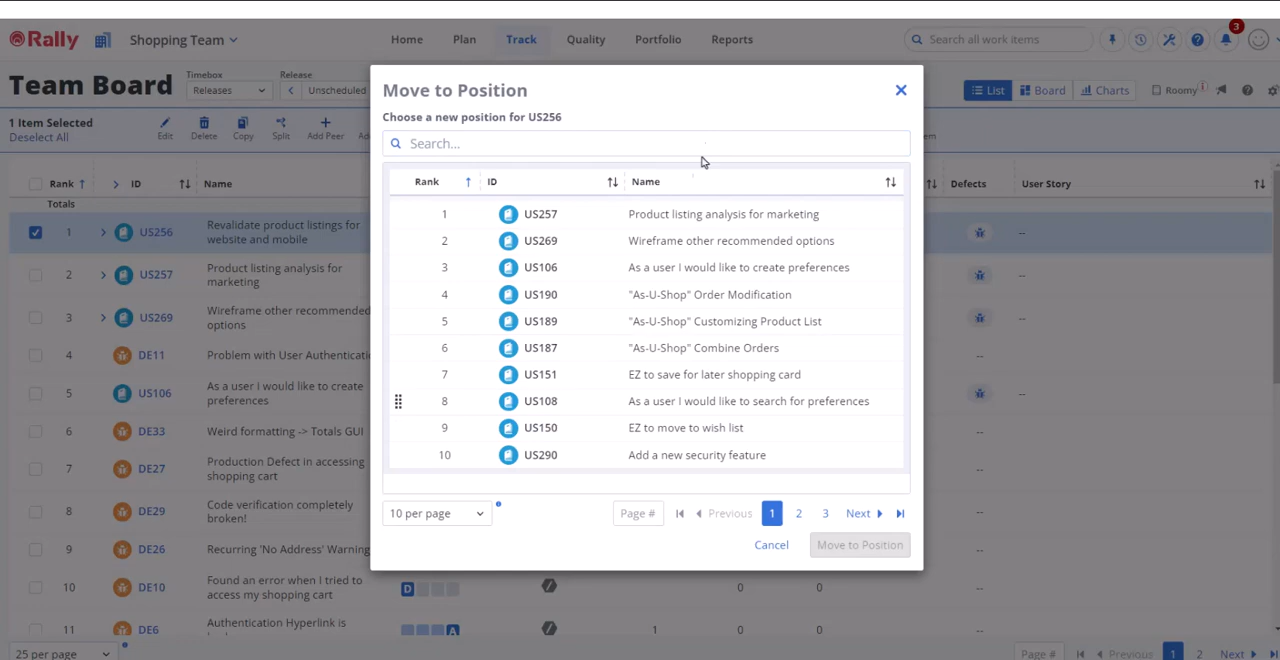 Rally Shopping Team Home Plan Track Quality Portfolio Reports Search all work items 3
Team Board Timebox Releases Release Unscheduled List Board Charts Roomy
1 Item Selected
Deselect All Edit Delete Copy Split Add Peer
Rank ID Name Defects User Story
Totals
1 US256 Revalidate product listings for website and mobile --
2 US257 Product listing analysis for marketing --
3 US269 Wireframe other recommended options --
4 DE11 Problem with User Authenticati --
5 US106 As a user I would like to create preferences --
6 DE33 Weird formatting -> Totals GUI --
7 DE27 Production Defect in accessing shopping cart --
8 DE29 Code verification completely broken! --
9 DE26 Recurring 'No Address' Warning --
10 DE10 Found an error when I tried to access my shopping cart D 0 0 --
11 DE6 Authentication Hyperlink is A 1 0 0 --
25 per page Page # Previous 1 2 Next
Move to Position
Choose a new position for US256
Search...
Rank ID Name
1 US257 Product listing analysis for marketing
2 US269 Wireframe other recommended options
3 US106 As a user I would like to create preferences
4 US190 "As-U-Shop" Order Modification
5 US189 "As-U-Shop" Customizing Product List
6 US187 "As-U-Shop" Combine Orders
7 US151 EZ to save for later shopping card
8 US108 As a user I would like to search for preferences
9 US150 EZ to move to wish list
10 US290 Add a new security feature
10 per page Page # Previous 1 2 3 Next
Cancel Move to Position